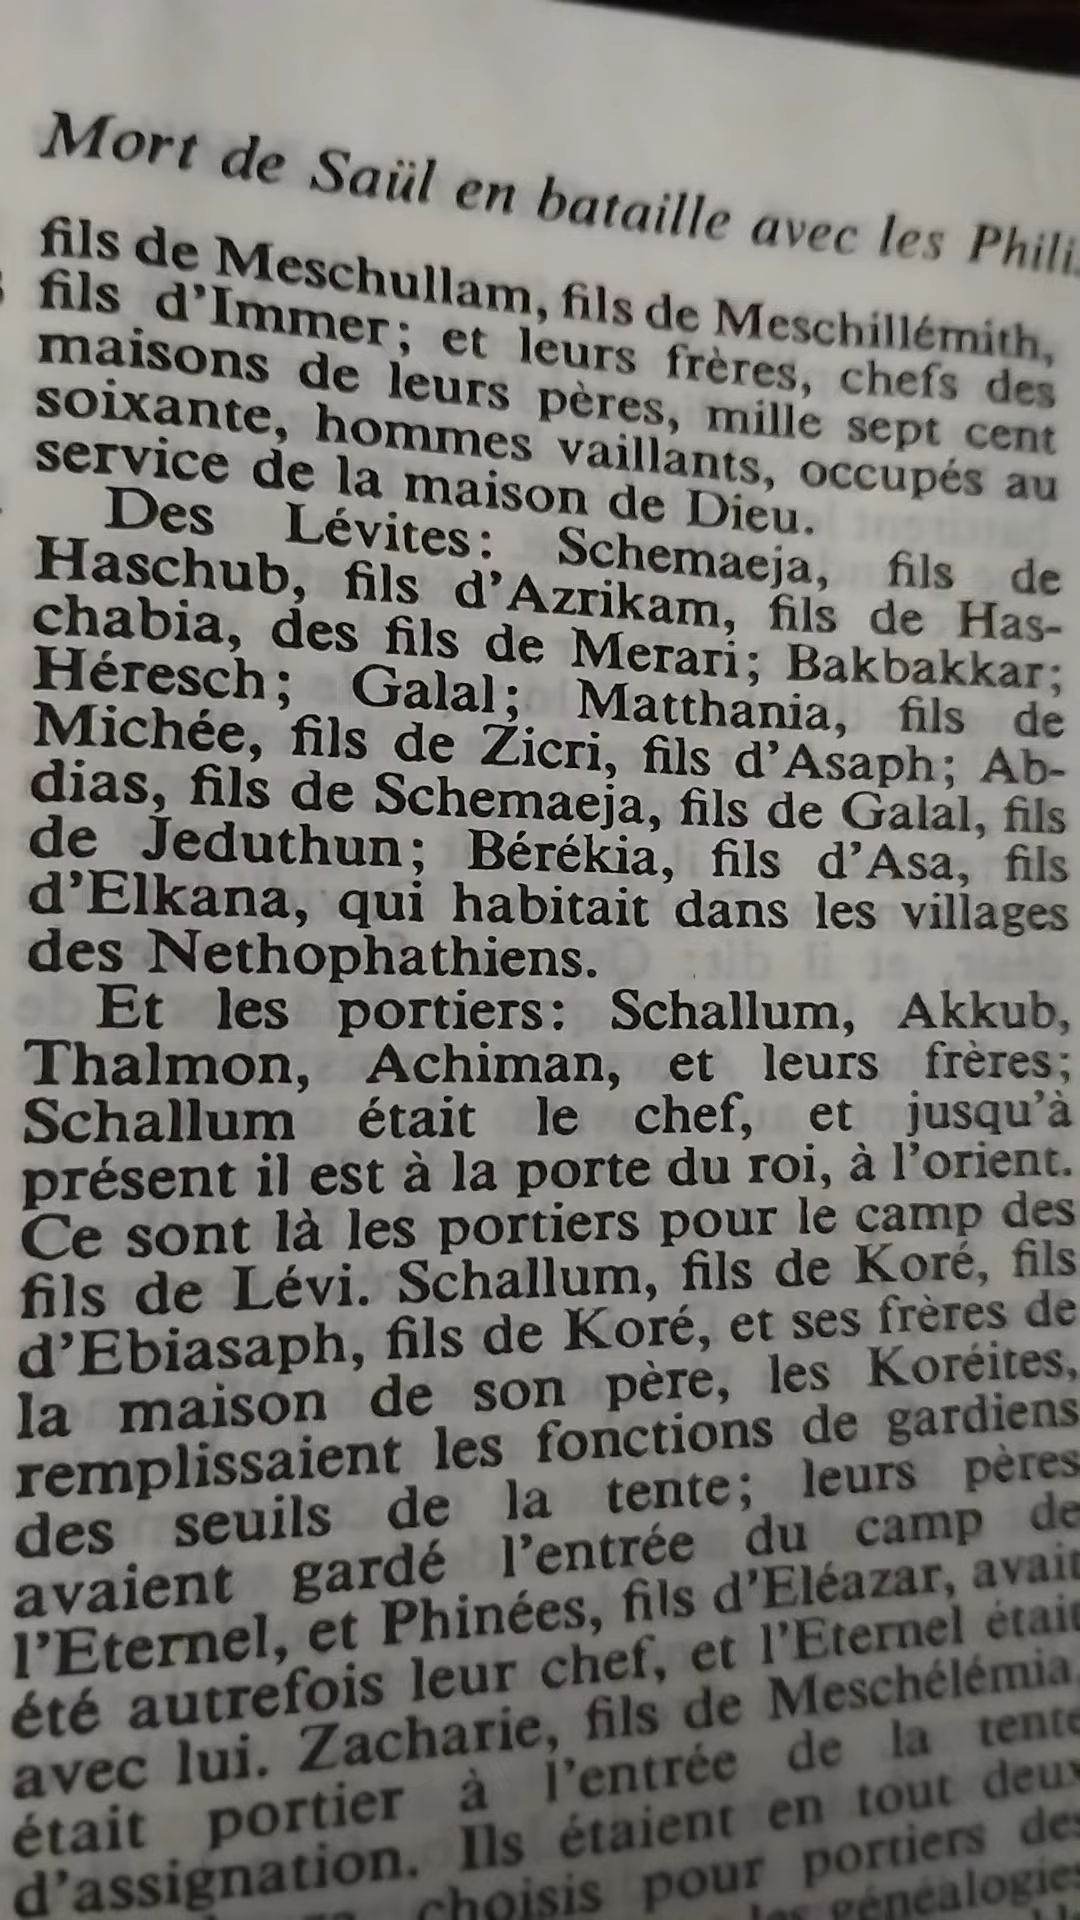 Mort de Saül en bataille avec les
fils de Meschullam, fils de Meschillémith,
fils d'Immer; et leurs frères, chefs des
maisons de leurs pères, mille sept cent
soixante, hommes vaillants, occupés au
service de la maison de Dieu.
Des Lévites: Schemaeja, fils de
Haschub, fils d'Azrikam, fils de Has-
chabia, des fils de Merari; Bakbakkar;
Héresch; Galal; Matthania, fils de
Michée, fils de Zicri, fils d'Asaph; Ab-
dias, fils de Schemaeja, fils de Galal, fils
de Jeduthun; Bérékia, fils d'Asa, fils
d'Elkana, qui habitait dans les villages
des Nethophathiens.
Et les portiers: Schallum, Akkub,
Thalmon, Achiman, et leurs frères;
Schallum était le chef, et jusqu'à
présent il est à la porte du roi, à l'orient.
Ce sont là les portiers pour le camp des
fils de Lévi. Schallum, fils de Koré, fils
d'Ebiasaph, fils de Koré, et ses frères de
la maison de son père, les Koréites,
remplissaient les fonctions de gardiens
des seuils de la tente; leurs pères
avaient gardé l'entrée du camp de
l'Eternel, et Phinées, fils d'Eléazar, avait
été autrefois leur chef, et l'Eternel était
avec lui. Zacharie, fils de Meschélémia,
était portier à l'entrée de la tente
d'assignation. Ils étaient en tout deux
choisis pour portiers des
les généalogies